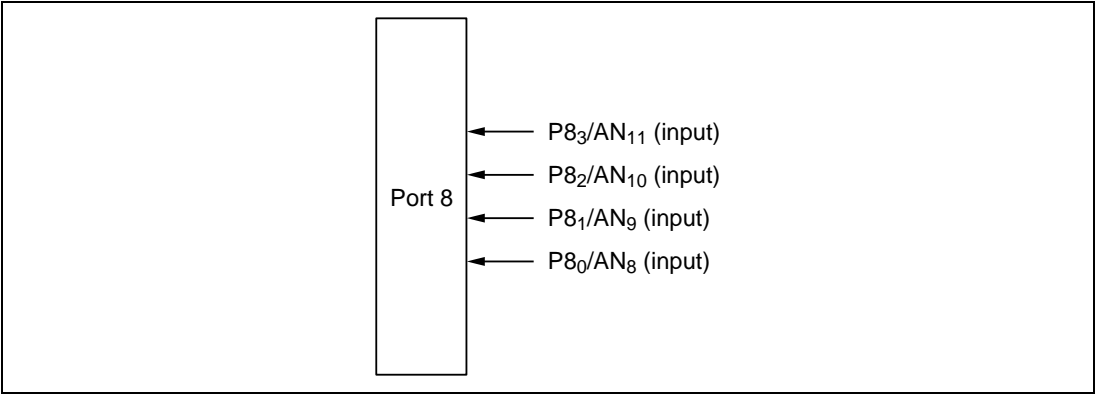 P8₃/AN₁₁ (input)
P8₂/AN₁₀ (input)
Port 8
P8₁/AN₉ (input)
P8₀/AN₈ (input)